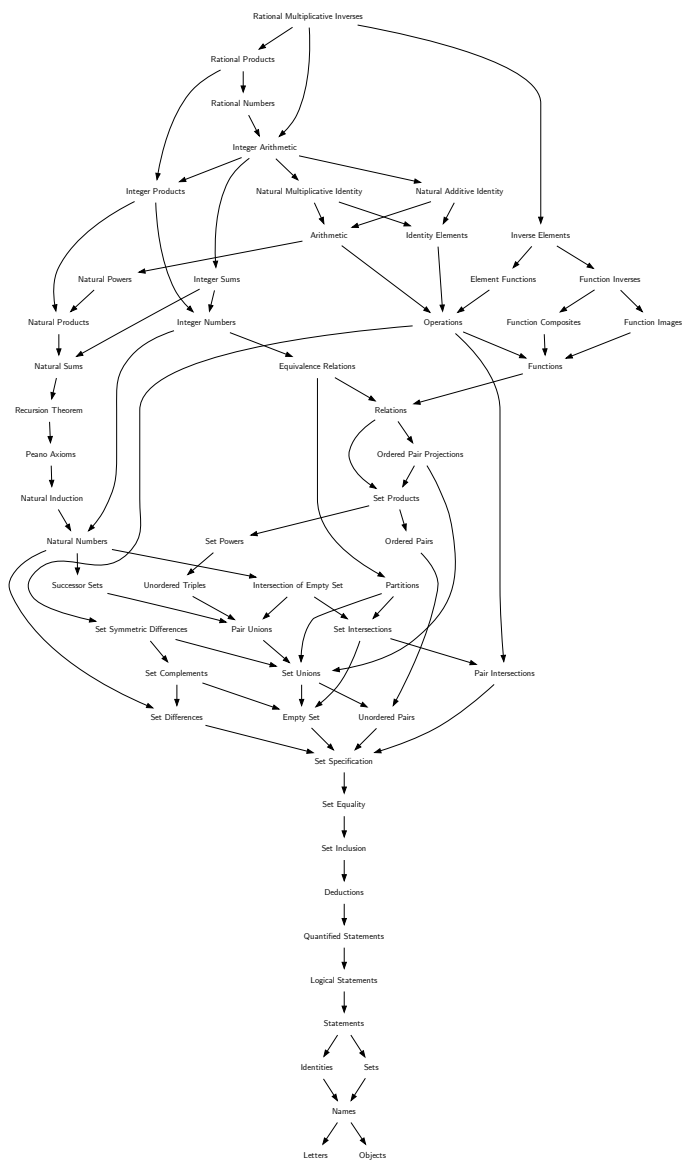 Rational Multiplicative Inverses
Rational Products
Rational Numbers
Integer Arithmetic
Integer Products
Natural Multiplicative Identity
Natural Additive Identity
Arithmetic
Identity Elements
Inverse Elements
Natural Powers
Integer Sums
Element Functions
Function Inverses
Natural Products
Integer Numbers
Operations
Function Composites
Function Images
Natural Sums
Equivalence Relations
Functions
Recursion Theorem
Relations
Peano Axioms
Ordered Pair Projections
Natural Induction
Set Products
Natural Numbers
Set Powers
Ordered Pairs
Successor Sets
Unordered Triples
Intersection of Empty Set
Partitions
Set Symmetric Differences
Pair Unions
Set Intersections
Set Complements
Set Unions
Pair Intersections
Set Differences
Empty Set
Unordered Pairs
Set Specification
Set Equality
Set Inclusion
Deductions
Quantified Statements
Logical Statements
Statements
Identities
Sets
Names
Letters
Objects